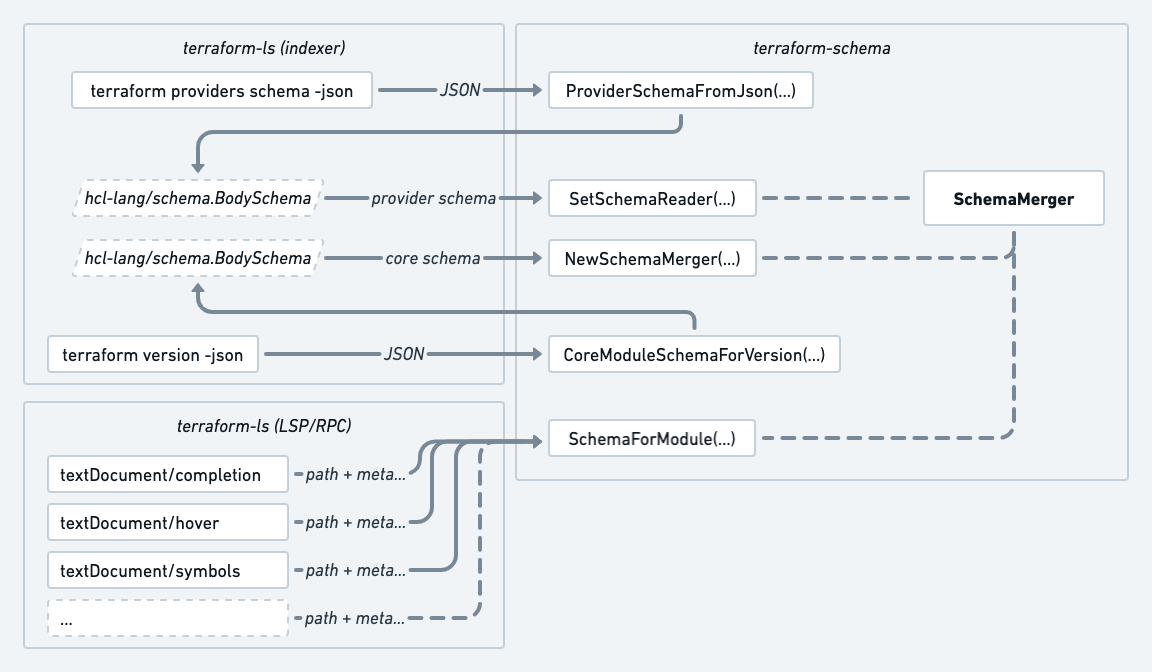 terraform-ls (indexer)
terraform-schema
terraform providers schema -json
JSON
ProviderSchemaFromJson(...)
hcl-lang/schema.BodySchema
provider schema
SetSchemaReader(...)
SchemaMerger
hcl-lang/schema.BodySchema
core schema
NewSchemaMerger(...)
terraform version -json
JSON
CoreModuleSchemaForVersion(...)
terraform-ls (LSP/RPC)
SchemaForModule(...)
textDocument/completion
path + meta...
textDocument/hover
path + meta...
textDocument/symbols
path + meta...
...
path + meta...